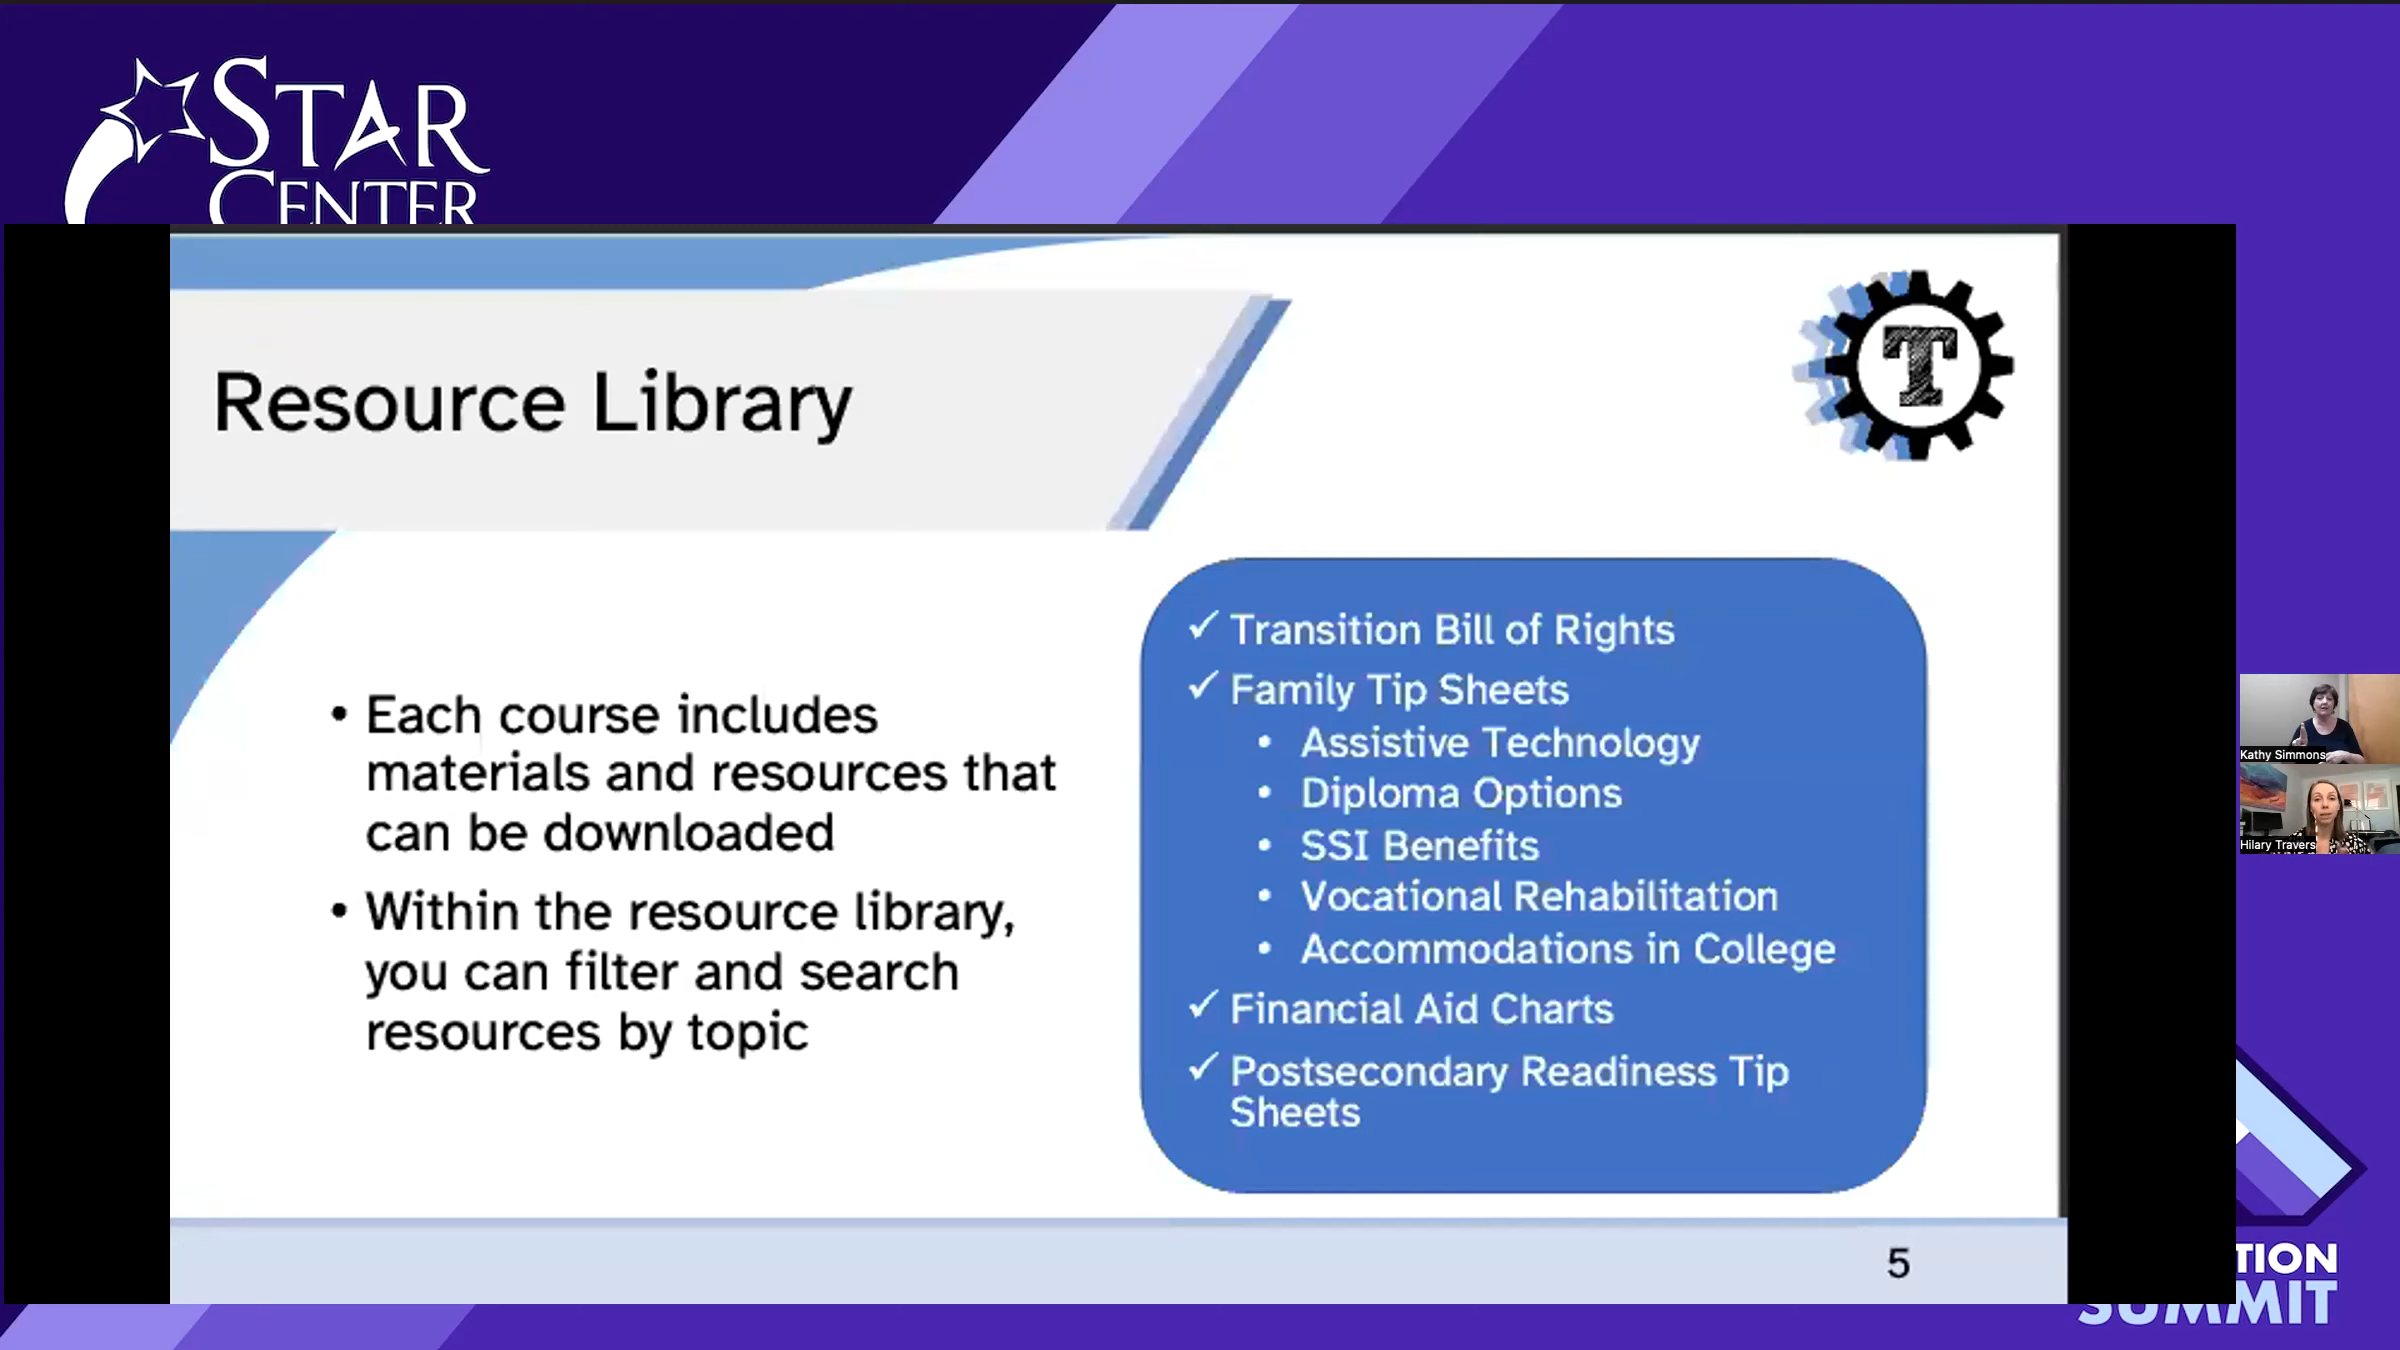 STAR
CENTER
Resource Library
T
• Each course includes
materials and resources that
can be downloaded
• Within the resource library,
you can filter and search
resources by topic
✓ Transition Bill of Rights
✓ Family Tip Sheets
• Assistive Technology
• Diploma Options
• SSI Benefits
• Vocational Rehabilitation
• Accommodations in College
✓ Financial Aid Charts
✓ Postsecondary Readiness Tip
Sheets
5
Kathy Simmons
Hilary Travers
TION
SUMMIT